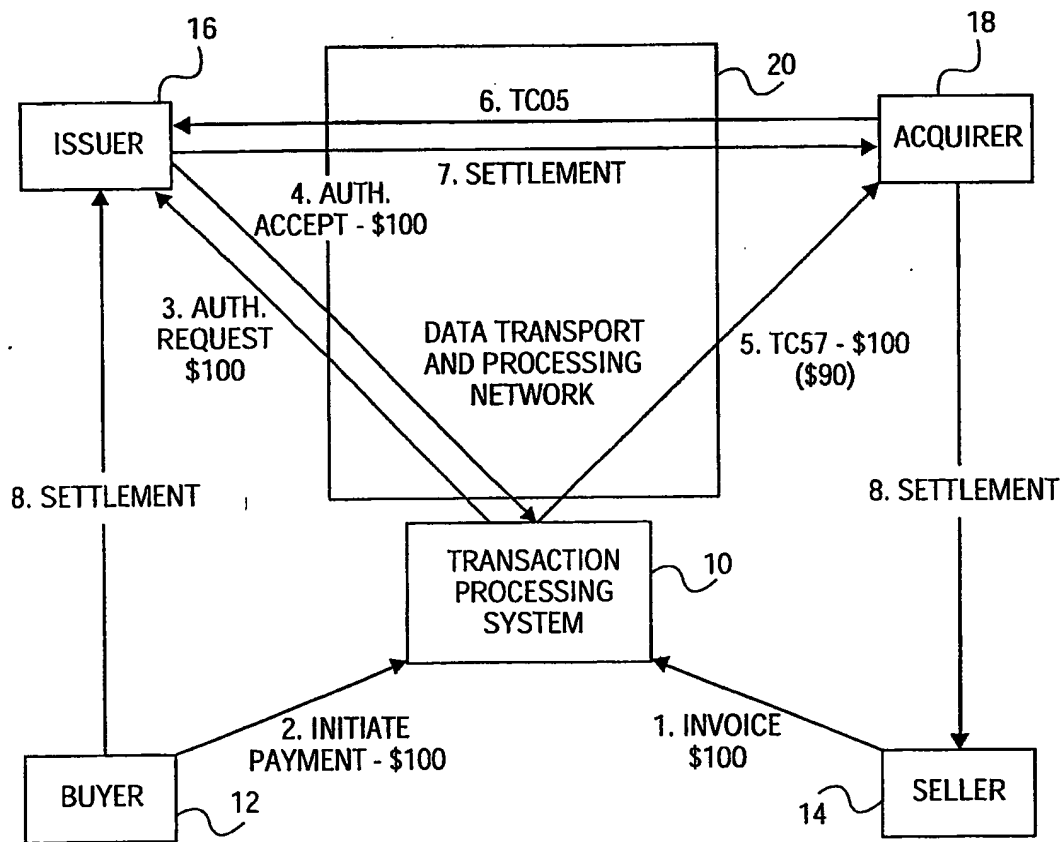 16
18
20
ISSUER
6. TC05
ACQUIRER
7. SETTLEMENT
4. AUTH.
ACCEPT - $100
3. AUTH.
REQUEST
$100
DATA TRANSPORT
AND PROCESSING
NETWORK
5. TC57 - $100
($90)
8. SETTLEMENT
8. SETTLEMENT
TRANSACTION
PROCESSING
SYSTEM
10
2. INITIATE
PAYMENT - $100
1. INVOICE
$100
BUYER
12
14
SELLER